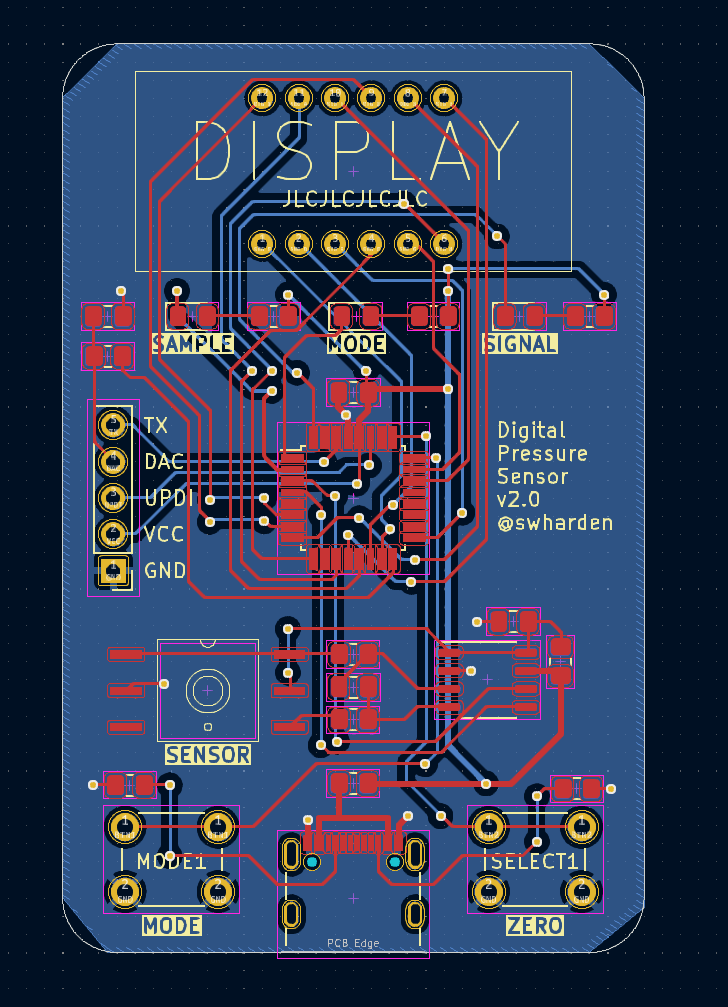 DISPLAY
JLCJLCJLCJLC
SAMPLE
MODE
SIGNAL
TX
DAC
UPDI
VCC
GND
Digital
Pressure
Sensor
v2.0
@swharden
SENSOR
MODE1
SELECT1
MODE
ZERO
PCB Edge